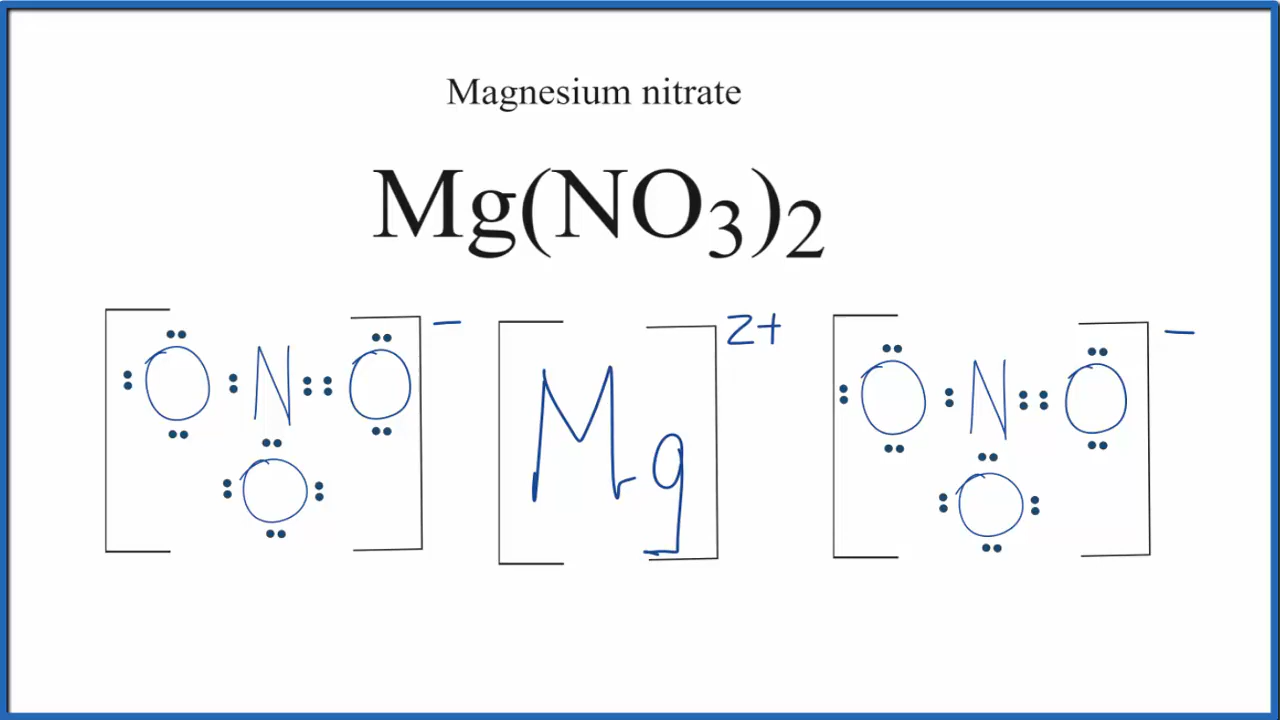 Magnesium nitrate
Mg(NO3)2
[O N O O]− [Mg]2+ [O N O O]−